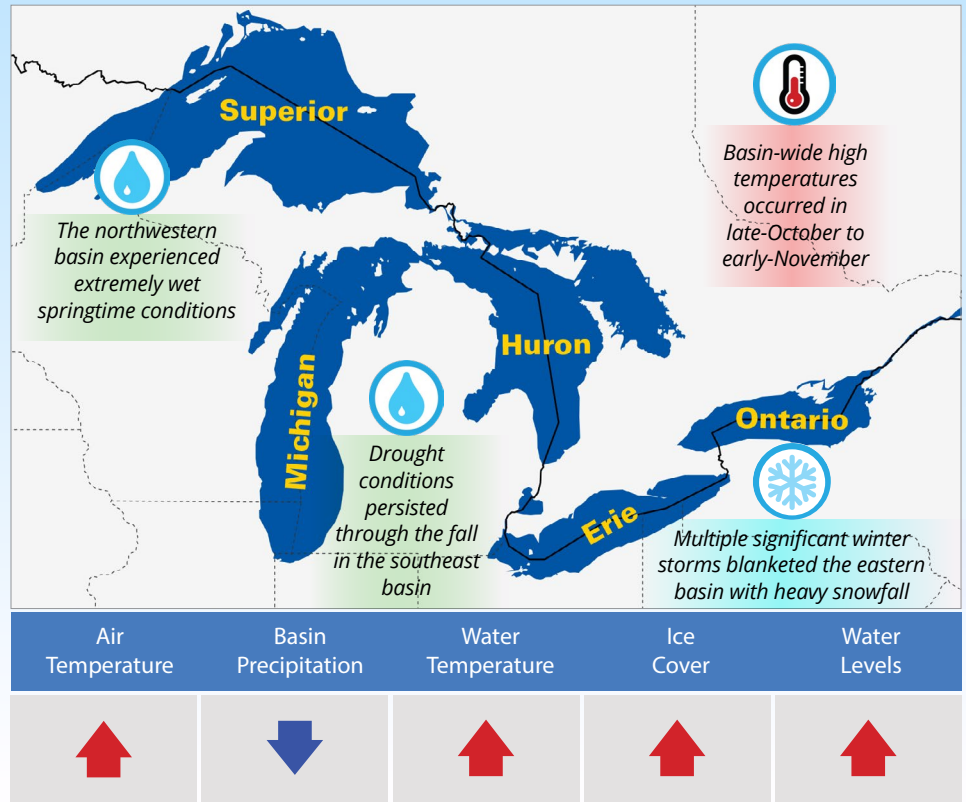 Superior
Basin-wide high
temperatures
occurred in
late-October to
early-November
The northwestern
basin experienced
extremely wet
springtime conditions
Huron
Michigan
Ontario
Drought
conditions
persisted
through the fall
in the southeast
basin
Erie
Multiple significant winter
storms blanketed the eastern
basin with heavy snowfall
Air
Temperature
Basin
Precipitation
Water
Temperature
Ice
Cover
Water
Levels